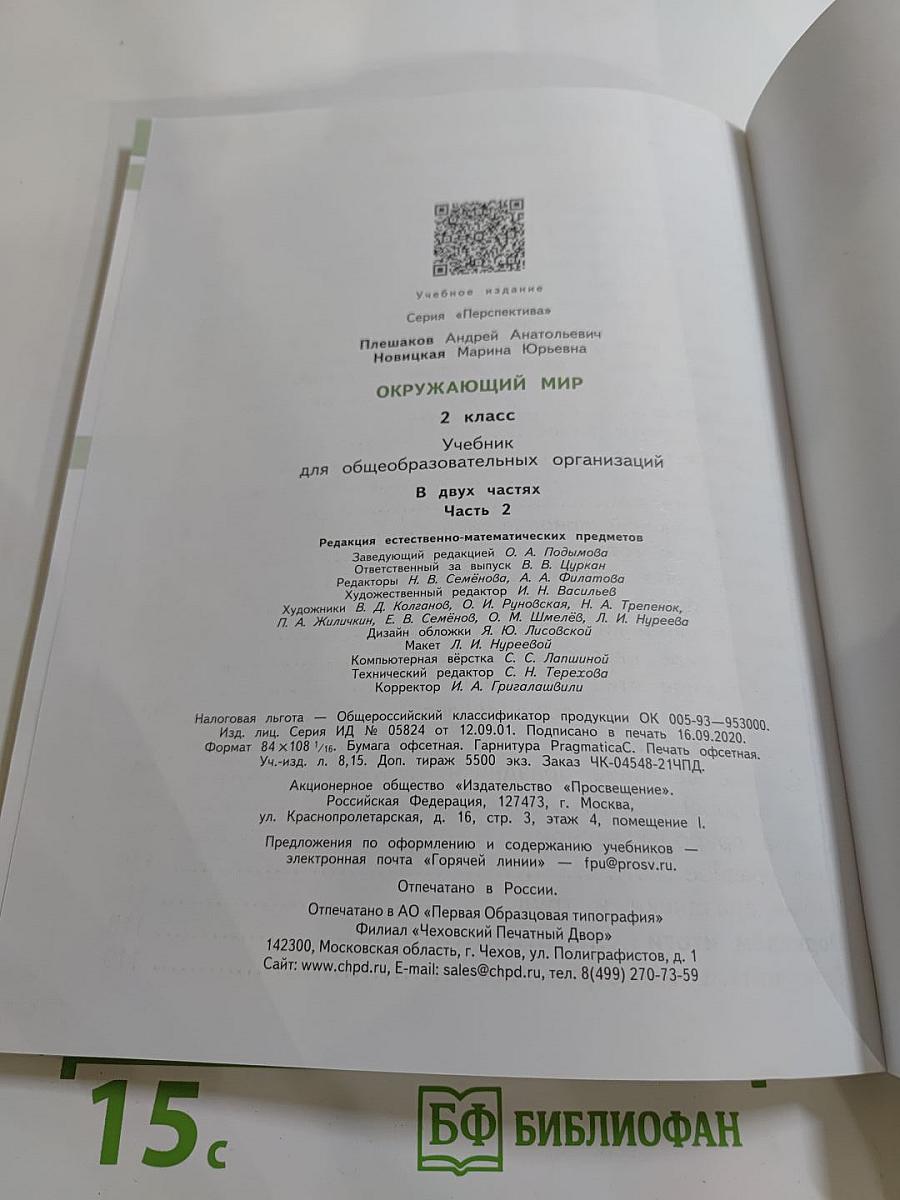 Учебное издание
Серия «Перспектива»
Плешаков Андрей Анатольевич
Новицкая Марина Юрьевна
ОКРУЖАЮЩИЙ МИР
2 класс
Учебник
для общеобразовательных организаций
В двух частях
Часть 2
Редакция естественно-математических предметов
Заведующий редакцией О. А. Подымова
Ответственный за выпуск В. В. Цуркан
Редакторы Н. В. Семёнова, А. А. Филатова
Художественный редактор И. Н. Васильев
Художники В. Д. Колганов, О. И. Руновская, Н. А. Трепенок,
П. А. Жиличкин, Е. В. Семёнов, О. М. Шмелёв, Л. И. Нуреева
Дизайн обложки Я. Ю. Лисовской
Макет Л. И. Нуреевой
Компьютерная вёрстка С. С. Лапшиной
Технический редактор С. Н. Терехова
Корректор И. А. Григалашвили
Налоговая льгота — Общероссийский классификатор продукции ОК 005-93—953000.
Изд. лиц. Серия ИД № 05824 от 12.09.01. Подписано в печать 16.09.2020.
Формат 84×108 1/16. Бумага офсетная. Гарнитура PragmaticaC. Печать офсетная.
Уч.-изд. л. 8,15. Доп. тираж 5500 экз. Заказ ЧК-04548-21ЧПД.
Акционерное общество «Издательство «Просвещение».
Российская Федерация, 127473, г. Москва,
ул. Краснопролетарская, д. 16, стр. 3, этаж 4, помещение I.
Предложения по оформлению и содержанию учебников —
электронная почта «Горячей линии» — fpu@prosv.ru.
Отпечатано в России.
Отпечатано в АО «Первая Образцовая типография»
Филиал «Чеховский Печатный Двор»
142300, Московская область, г. Чехов, ул. Полиграфистов, д. 1
Сайт: www.chpd.ru, E-mail: sales@chpd.ru, тел. 8(499) 270-73-59
15 с
БФ БИБЛИОФАН